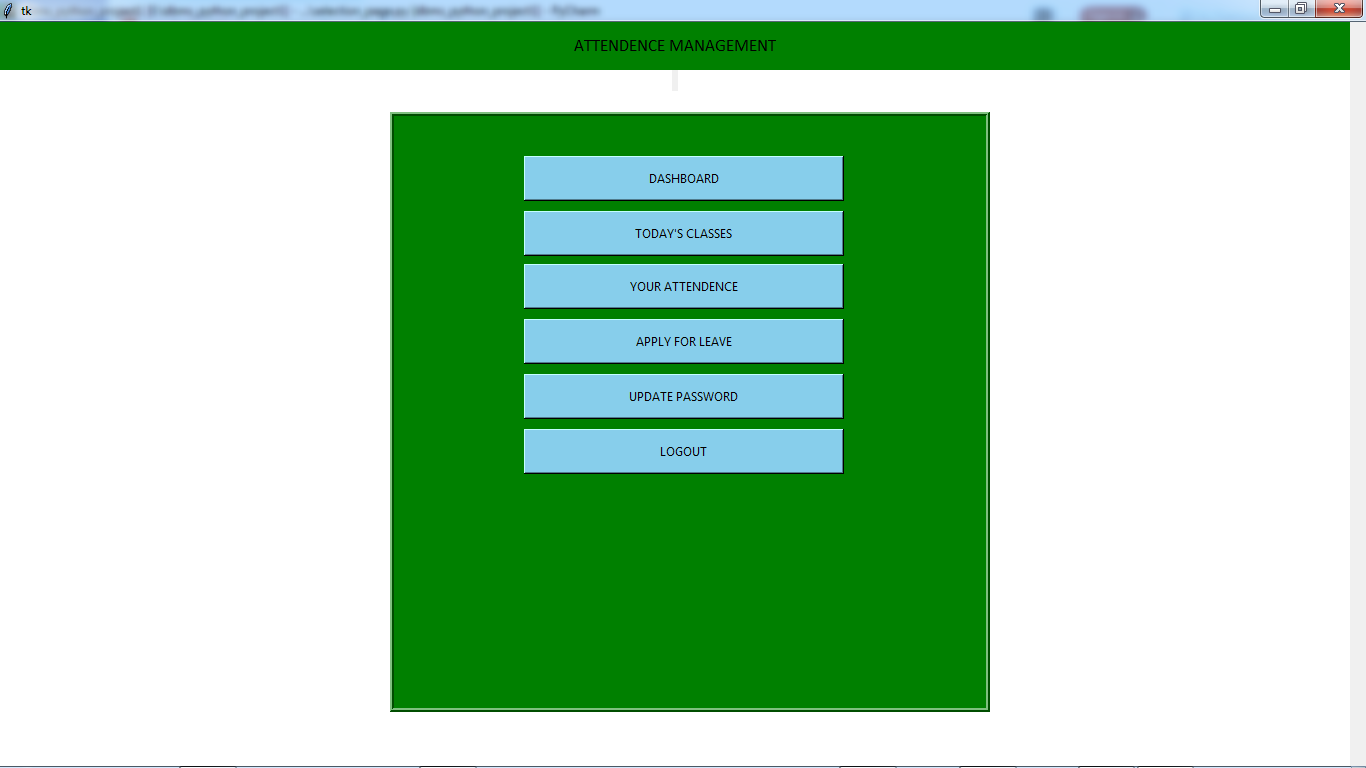 tk
ATTENDENCE MANAGEMENT
DASHBOARD
TODAY'S CLASSES
YOUR ATTENDENCE
APPLY FOR LEAVE
UPDATE PASSWORD
LOGOUT